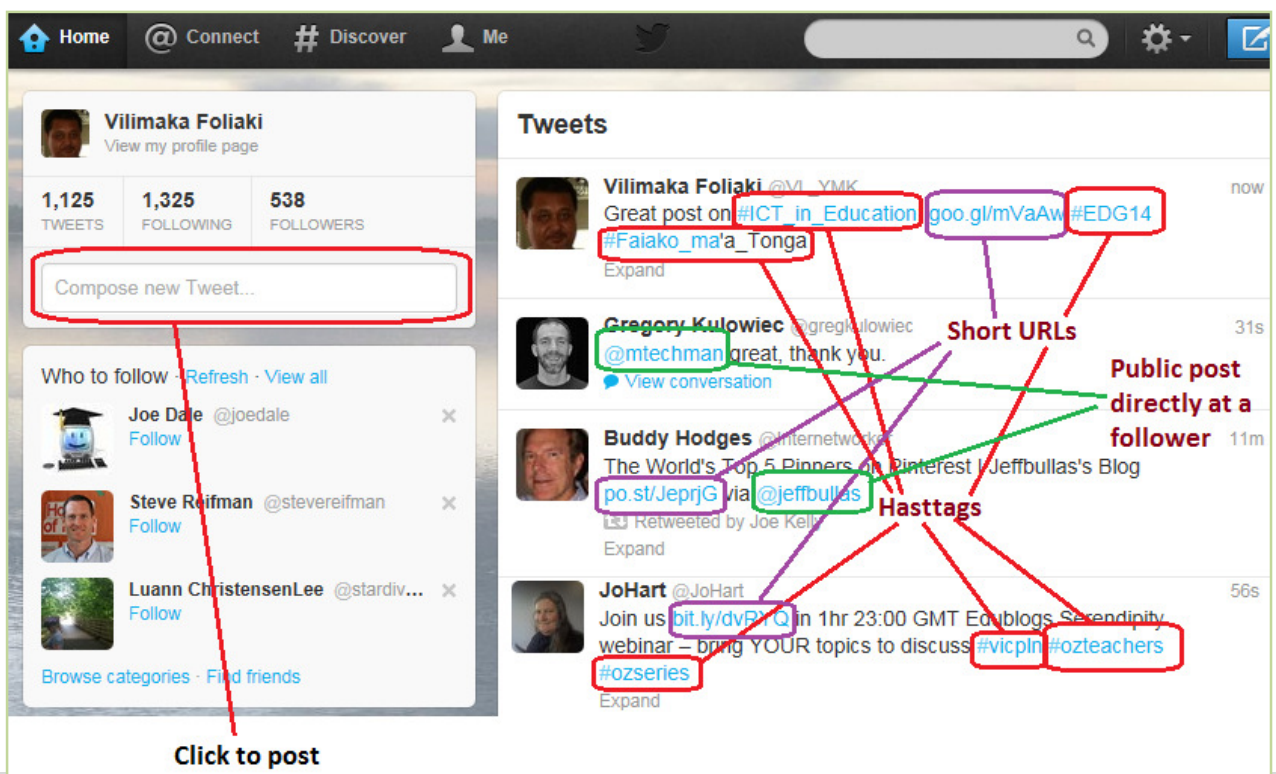 Home @ Connect # Discover Me
Vilimaka Foliaki
View my profile page
1,125 1,325 538
TWEETS FOLLOWING FOLLOWERS
Compose new Tweet...
Who to follow · Refresh · View all
Joe Dale @joedale
Follow
Steve Reifman @stevereifman
Follow
Luann ChristensenLee @stardiv...
Follow
Browse categories · Find friends
Click to post
Tweets
Vilimaka Foliaki @VI_YMK now
Great post on #ICT_in_Education goo.gl/mVaAw #EDG14
#Faiako_ma'a_Tonga
Expand
Gregory Kulowiec @gregkulowiec 31s
@mtechman great, thank you.
View conversation
Buddy Hodges @Internetworker 11m
The World's Top 5 Pinners on Pinterest | Jeffbullas's Blog
po.st/JeprjG via @jeffbullas
Retweeted by Joe Kelly
Expand
JoHart @JoHart 56s
Join us bit.ly/dvRYQ in 1hr 23:00 GMT Edublogs Serendipity
webinar – bring YOUR topics to discuss #vicpln #ozteachers
#ozseries
Expand
Short URLs
Public post
directly at a
follower
Hasttags